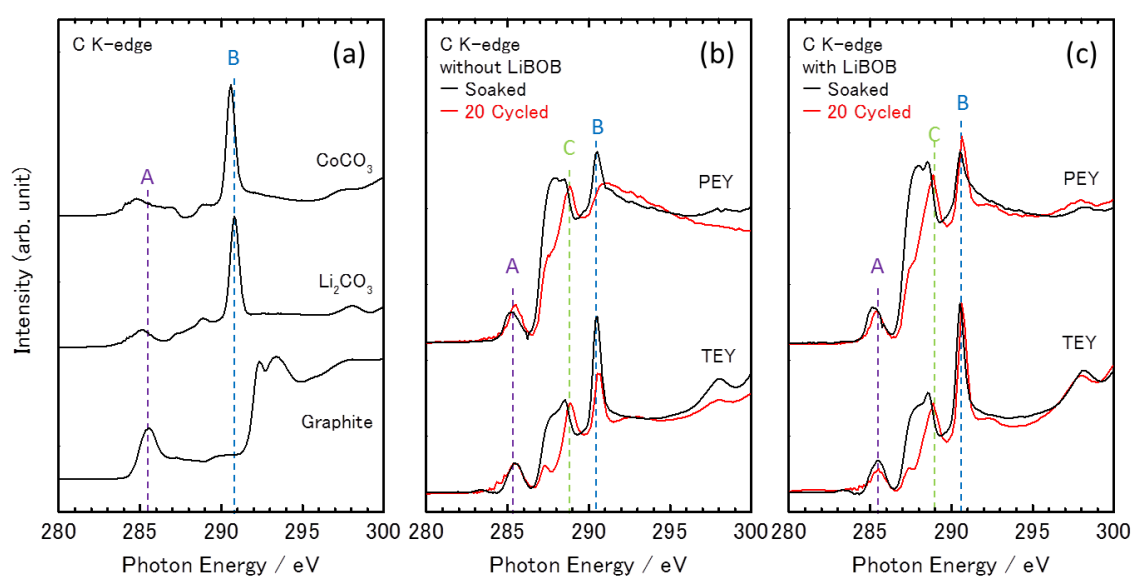 C K-edge
(a)
B
CoCO3
A
Li2CO3
Graphite
Intensity (arb. unit)
280 285 290 295 300
Photon Energy / eV
C K-edge
without LiBOB
Soaked
20 Cycled
(b)
B
C
PEY
A
TEY
280 285 290 295 300
Photon Energy / eV
C K-edge
with LiBOB
Soaked
20 Cycled
(c)
B
C
PEY
A
TEY
280 285 290 295 300
Photon Energy / eV